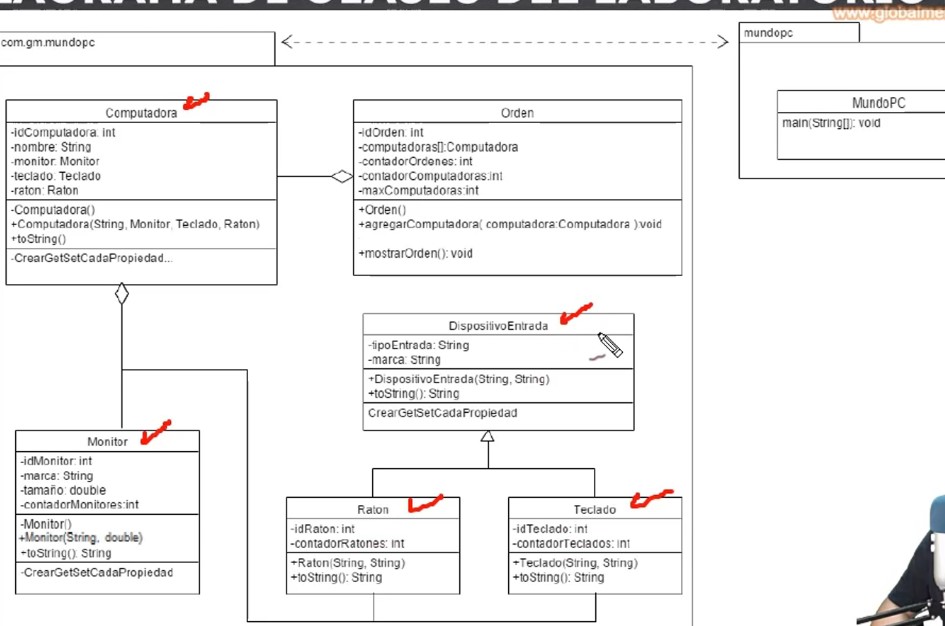 www.globalme
com.gm.mundopc
mundopc
MundoPC
main(String[]): void
Computadora
-idComputadora: int
-nombre: String
-monitor: Monitor
-teclado: Teclado
-raton: Raton
-Computadora()
+Computadora(String, Monitor, Teclado, Raton)
+toString()
-CrearGetSetCadaPropiedad...
Orden
-idOrden: int
-computadoras[]:Computadora
-contadorOrdenes: int
-contadorComputadoras:int
-maxComputadoras:int
+Orden()
+agregarComputadora( computadora:Computadora ):void
+mostrarOrden(): void
DispositivoEntrada
-tipoEntrada: String
-marca: String
+DispositivoEntrada(String, String)
+toString(): String
CrearGetSetCadaPropiedad
Monitor
-idMonitor: int
-marca: String
-tamaño: double
-contadorMonitores:int
-Monitor()
+Monitor(String, double)
+toString(): String
-CrearGetSetCadaPropiedad
Raton
-idRaton: int
-contadorRatones: int
+Raton(String, String)
+toString(): String
Teclado
-idTeclado: int
-contadorTeclados: int
+Teclado(String, String)
+toString(): String